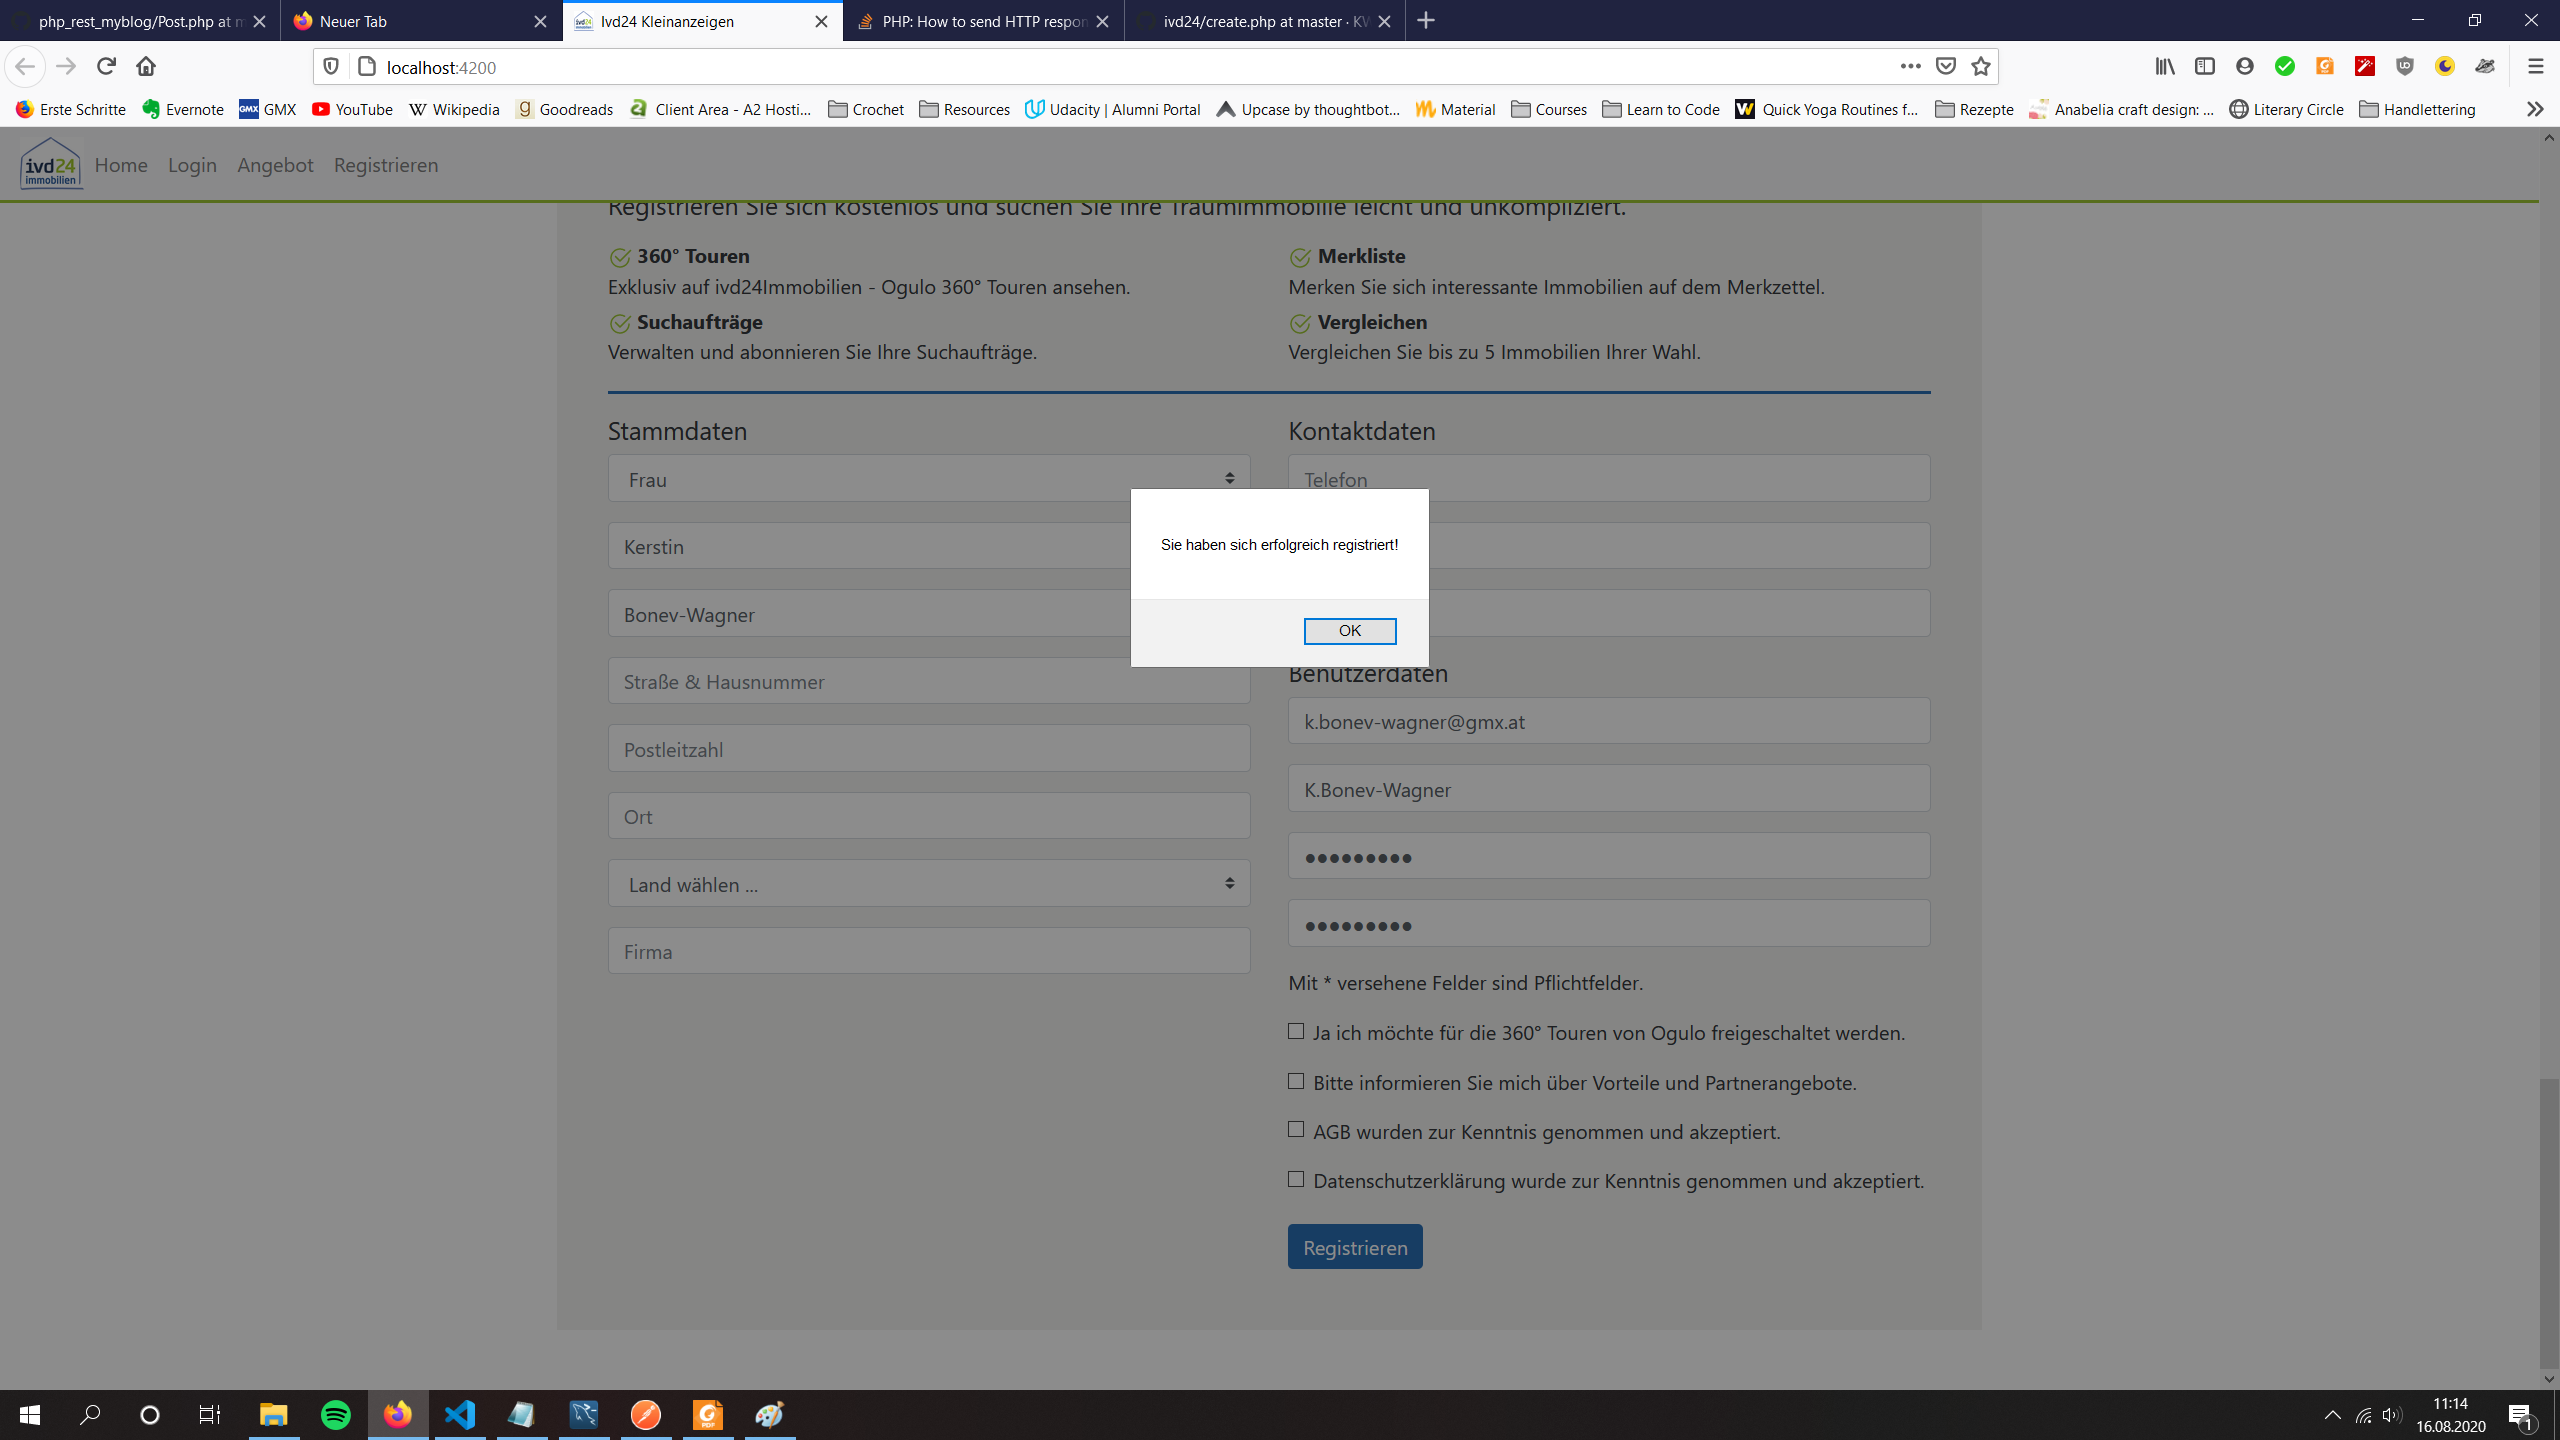 php_rest_myblog/Post.php at m
Neuer Tab
Ivd24 Kleinanzeigen
PHP: How to send HTTP respon
ivd24/create.php at master · KW
localhost:4200
Erste Schritte
Evernote
GMX GMX
YouTube
W Wikipedia
g Goodreads
Client Area - A2 Hosti...
Crochet
Resources
Udacity | Alumni Portal
Upcase by thoughtbot...
Material
Courses
Learn to Code
Quick Yoga Routines f...
Rezepte
Anabelia craft design: ...
Literary Circle
Handlettering
ivd24
immobilien
Home
Login
Angebot
Registrieren
Registrieren Sie sich kostenlos und suchen Sie Ihre Traumimmobilie leicht und unkompliziert.
360° Touren
Exklusiv auf ivd24Immobilien - Ogulo 360° Touren ansehen.
Suchaufträge
Verwalten und abonnieren Sie Ihre Suchaufträge.
Merkliste
Merken Sie sich interessante Immobilien auf dem Merkzettel.
Vergleichen
Vergleichen Sie bis zu 5 Immobilien Ihrer Wahl.
Stammdaten
Frau
Kerstin
Bonev-Wagner
Straße & Hausnummer
Postleitzahl
Ort
Land wählen ...
Firma
Kontaktdaten
Telefon
Sie haben sich erfolgreich registriert!
OK
Benutzerdaten
k.bonev-wagner@gmx.at
K.Bonev-Wagner
●●●●●●●●●
●●●●●●●●●
Mit * versehene Felder sind Pflichtfelder.
Ja ich möchte für die 360° Touren von Ogulo freigeschaltet werden.
Bitte informieren Sie mich über Vorteile und Partnerangebote.
AGB wurden zur Kenntnis genommen und akzeptiert.
Datenschutzerklärung wurde zur Kenntnis genommen und akzeptiert.
Registrieren
11:14
16.08.2020
1